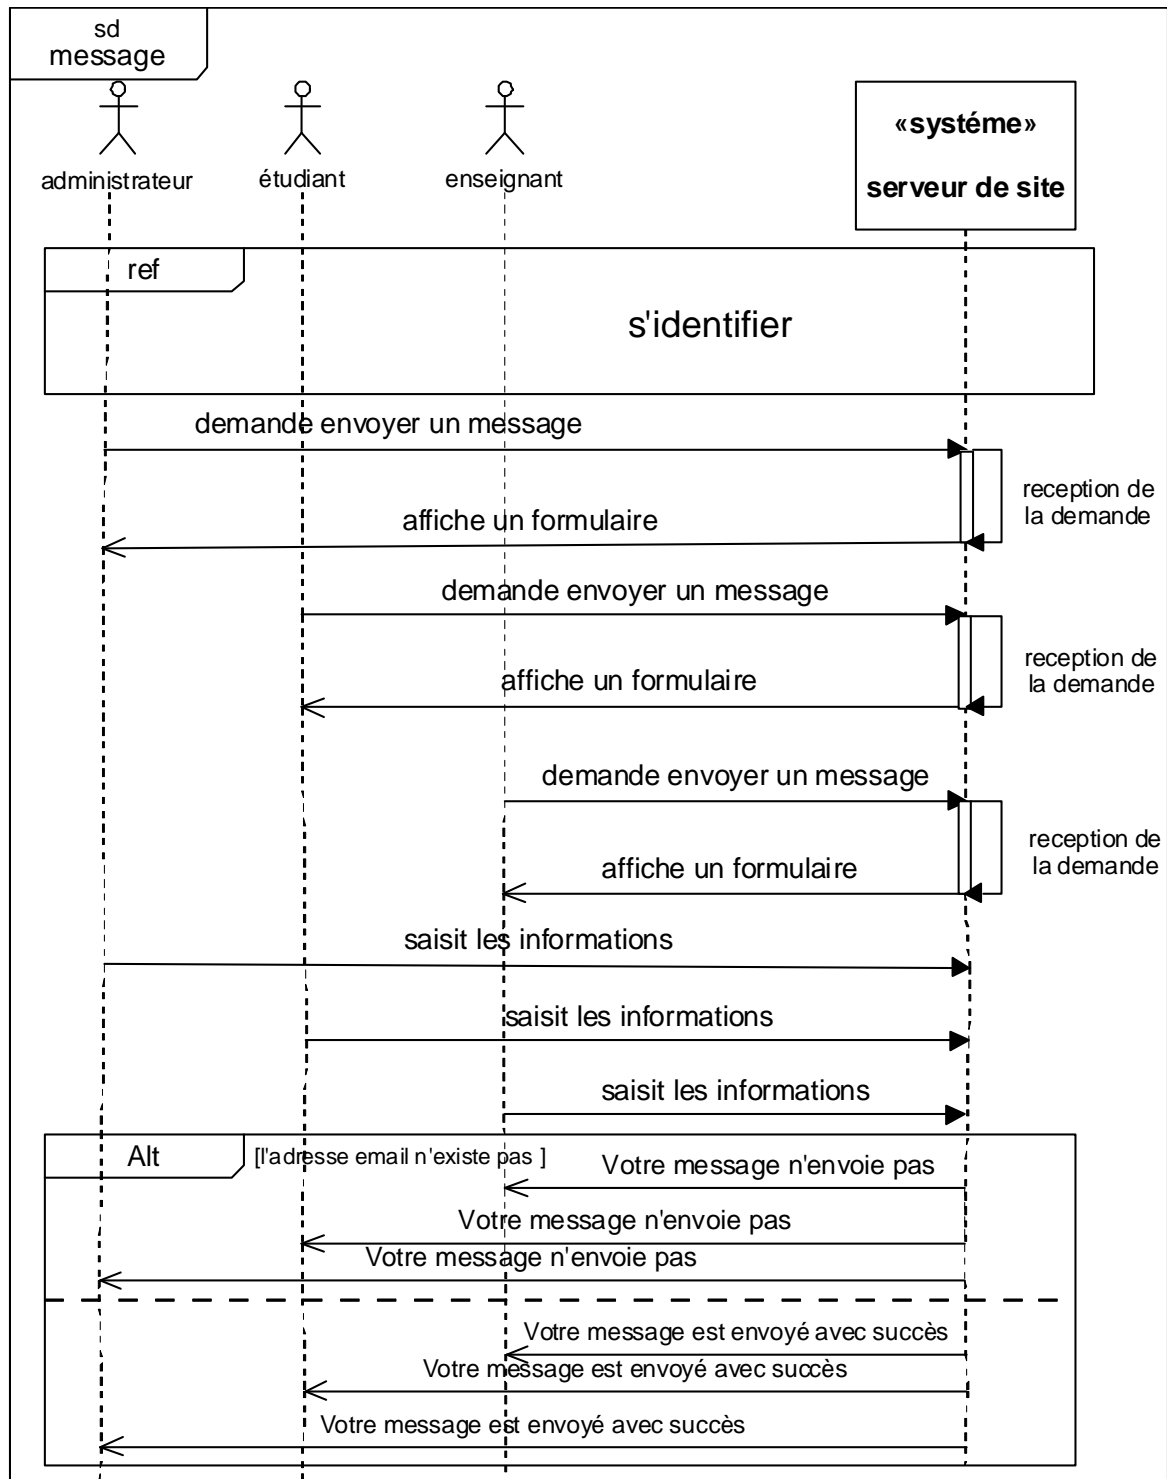 sd
message
«systéme»
serveur de site
administrateur
étudiant
enseignant
ref
s'identifier
demande envoyer un message
reception de
la demande
affiche un formulaire
demande envoyer un message
reception de
la demande
affiche un formulaire
demande envoyer un message
reception de
la demande
affiche un formulaire
saisit les informations
saisit les informations
saisit les informations
Alt
[l'adresse email n'existe pas ]
Votre message n'envoie pas
Votre message n'envoie pas
Votre message n'envoie pas
Votre message est envoyé avec succès
Votre message est envoyé avec succès
Votre message est envoyé avec succès